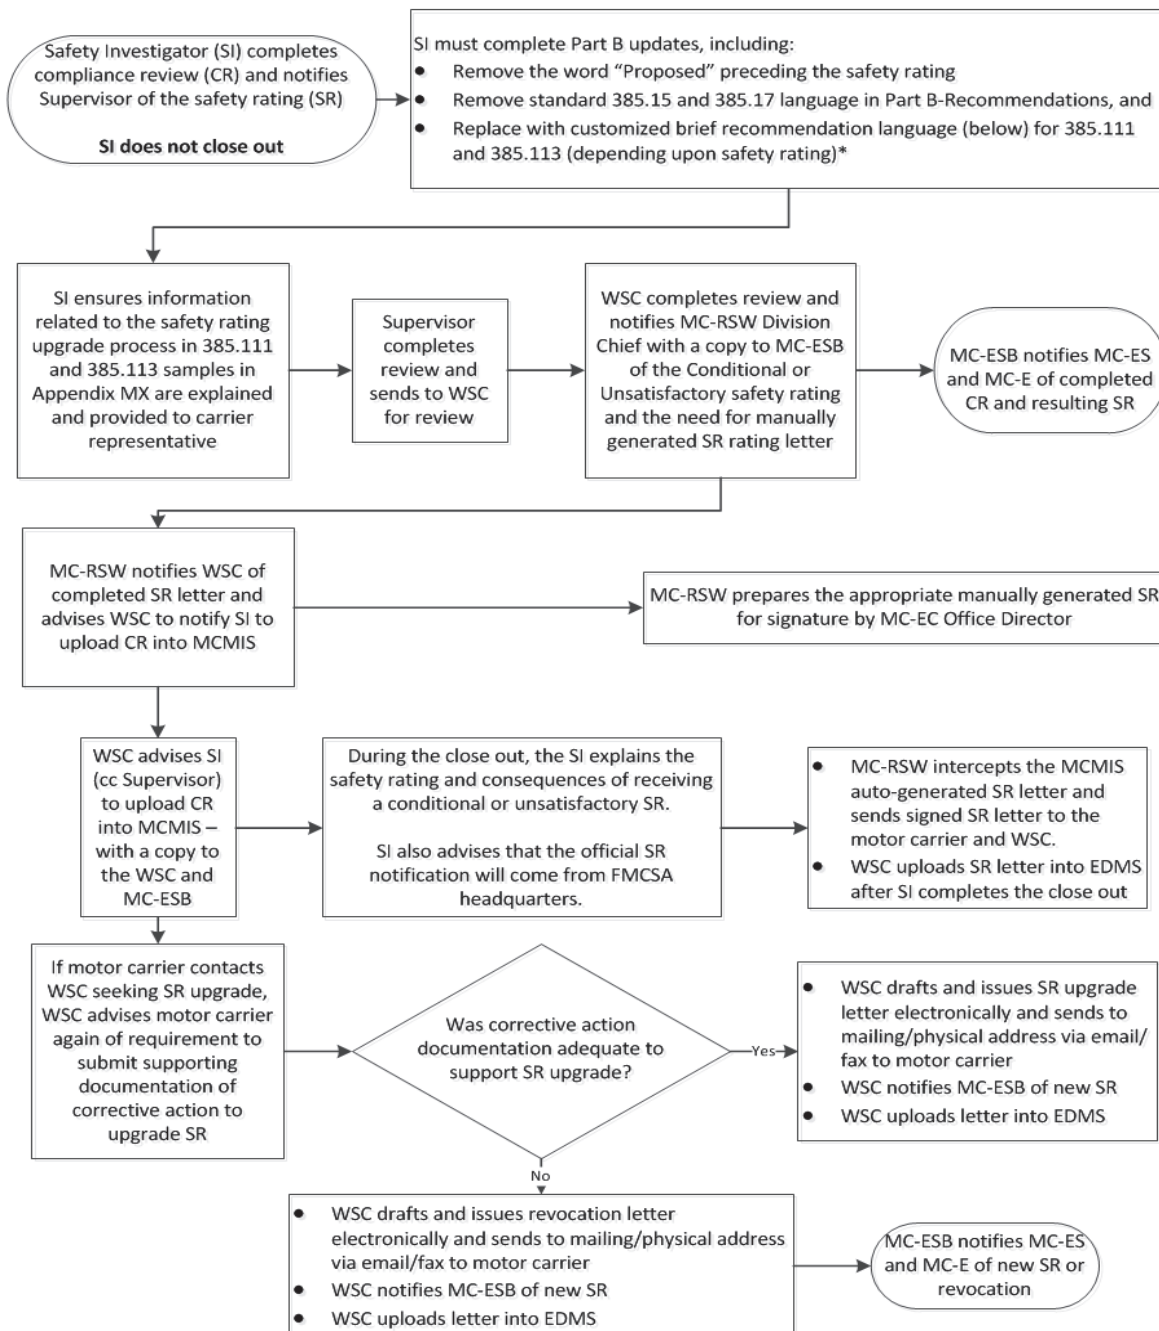 Safety Investigator (SI) completes
compliance review (CR) and notifies
Supervisor of the safety rating (SR)
SI does not close out
SI must complete Part B updates, including:
● Remove the word “Proposed” preceding the safety rating
● Remove standard 385.15 and 385.17 language in Part B-Recommendations, and
● Replace with customized brief recommendation language (below) for 385.111
and 385.113 (depending upon safety rating)*
SI ensures information
related to the safety rating
upgrade process in 385.111
and 385.113 samples in
Appendix MX are explained
and provided to carrier
representative
Supervisor
completes
review and
sends to WSC
for review
WSC completes review and
notifies MC-RSW Division
Chief with a copy to MC-ESB
of the Conditional or
Unsatisfactory safety rating
and the need for manually
generated SR rating letter
MC-ESB notifies MC-ES
and MC-E of completed
CR and resulting SR
MC-RSW notifies WSC of
completed SR letter and
advises WSC to notify SI to
upload CR into MCMIS
MC-RSW prepares the appropriate manually generated SR
for signature by MC-EC Office Director
WSC advises SI
(cc Supervisor)
to upload CR
into MCMIS –
with a copy to
the WSC and
MC-ESB
During the close out, the SI explains the
safety rating and consequences of receiving
a conditional or unsatisfactory SR.
SI also advises that the official SR
notification will come from FMCSA
headquarters.
● MC-RSW intercepts the MCMIS
auto-generated SR letter and
sends signed SR letter to the
motor carrier and WSC.
● WSC uploads SR letter into EDMS
after SI completes the close out
If motor carrier contacts
WSC seeking SR upgrade,
WSC advises motor carrier
again of requirement to
submit supporting
documentation of
corrective action to
upgrade SR
Was corrective action
documentation adequate to
support SR upgrade?
Yes
● WSC drafts and issues SR upgrade
letter electronically and sends to
mailing/physical address via email/
fax to motor carrier
● WSC notifies MC-ESB of new SR
● WSC uploads letter into EDMS
No
● WSC drafts and issues revocation letter
electronically and sends to mailing/physical address
via email/fax to motor carrier
● WSC notifies MC-ESB of new SR
● WSC uploads letter into EDMS
MC-ESB notifies MC-ES
and MC-E of new SR or
revocation